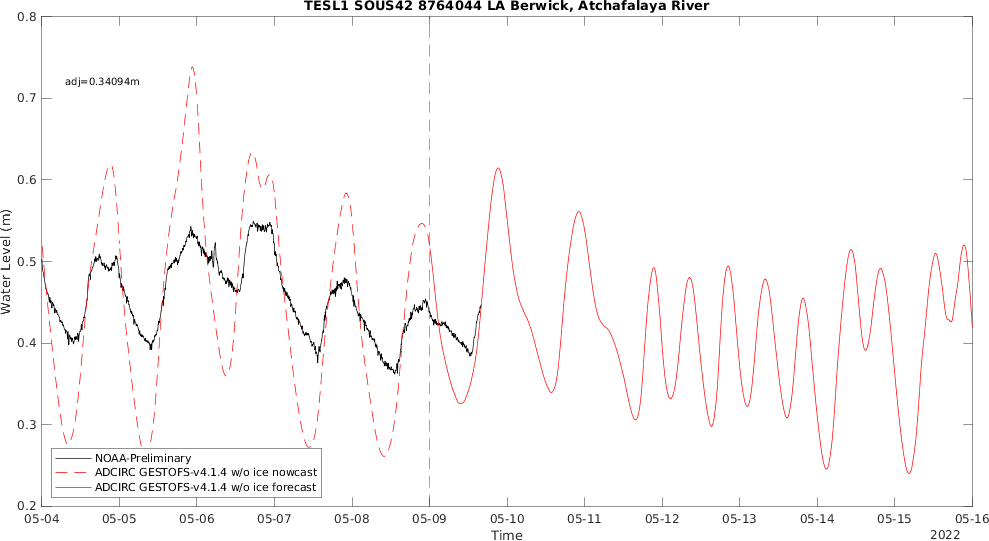 TESL1 SOUS42 8764044 LA Berwick, Atchafalaya River
0.8
adj=0.34094m
0.7
0.6
0.5
0.4
0.3
0.2
Water Level (m)
NOAA-Preliminary
ADCIRC GESTOFS-v4.1.4 w/o ice nowcast
ADCIRC GESTOFS-v4.1.4 w/o ice forecast
05-04 05-05 05-06 05-07 05-08 05-09 05-10 05-11 05-12 05-13 05-14 05-15 05-16
Time
2022